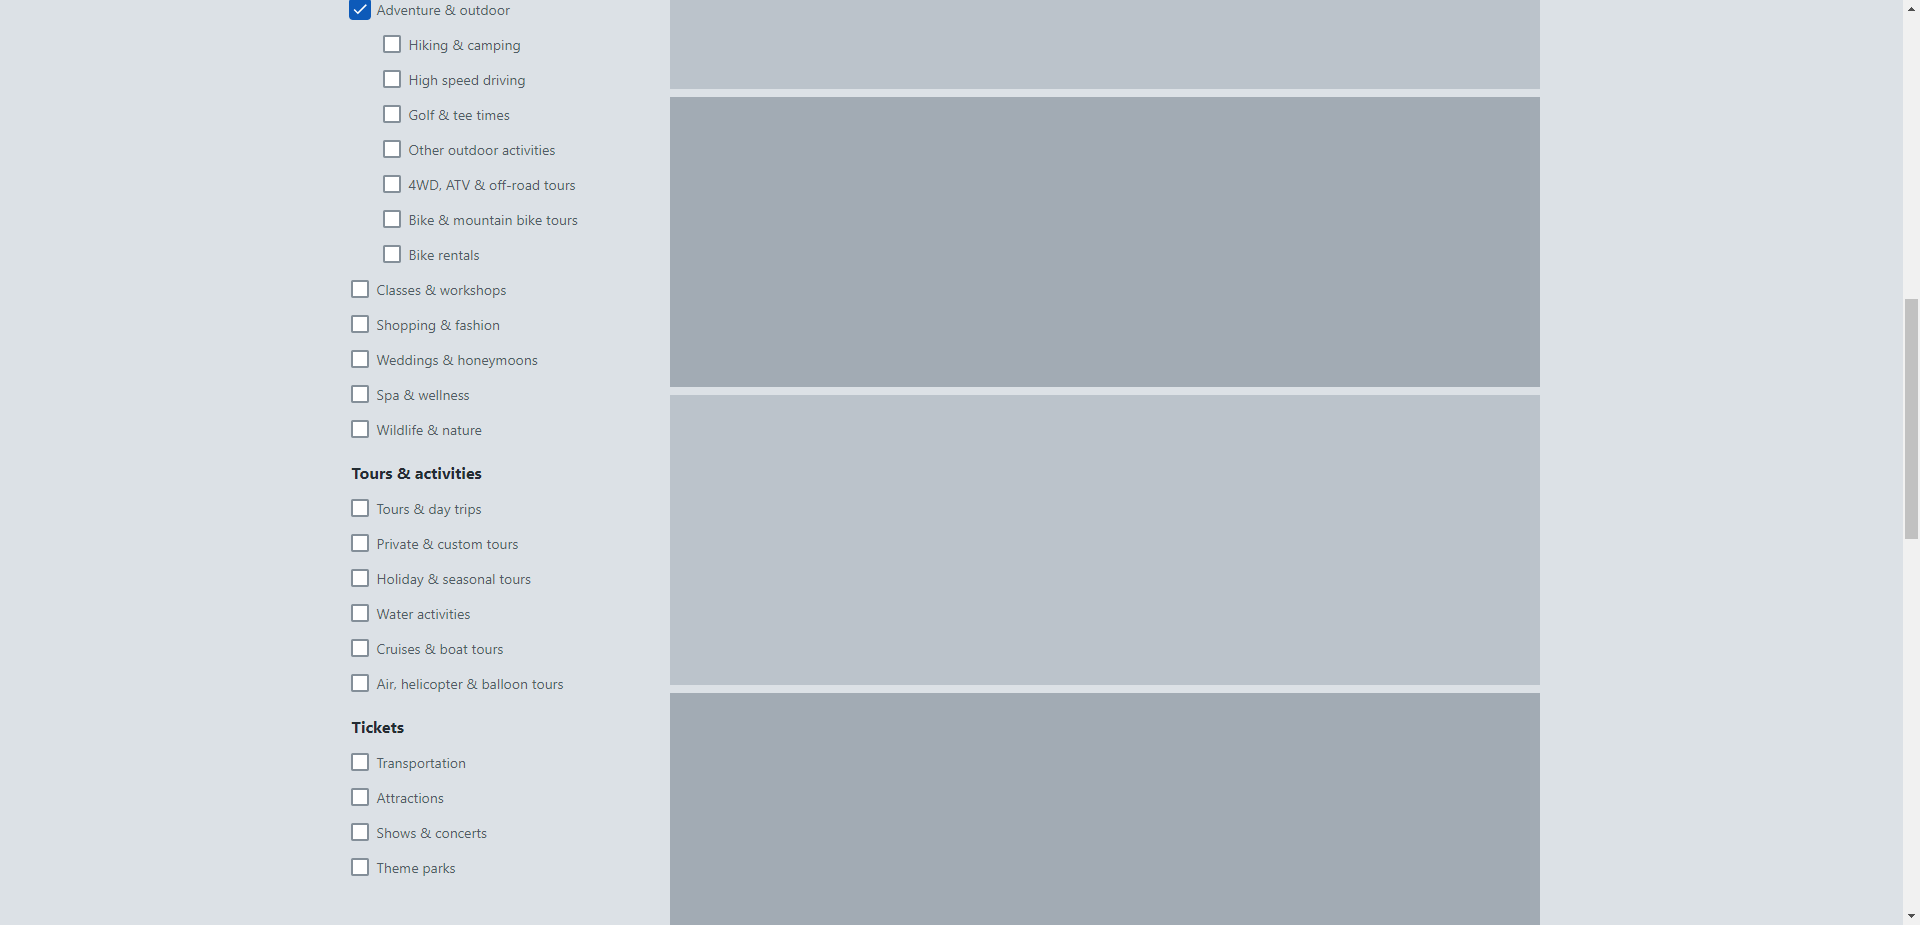 Adventure & outdoor
Hiking & camping
High speed driving
Golf & tee times
Other outdoor activities
4WD, ATV & off-road tours
Bike & mountain bike tours
Bike rentals
Classes & workshops
Shopping & fashion
Weddings & honeymoons
Spa & wellness
Wildlife & nature
Tours & activities
Tours & day trips
Private & custom tours
Holiday & seasonal tours
Water activities
Cruises & boat tours
Air, helicopter & balloon tours
Tickets
Transportation
Attractions
Shows & concerts
Theme parks